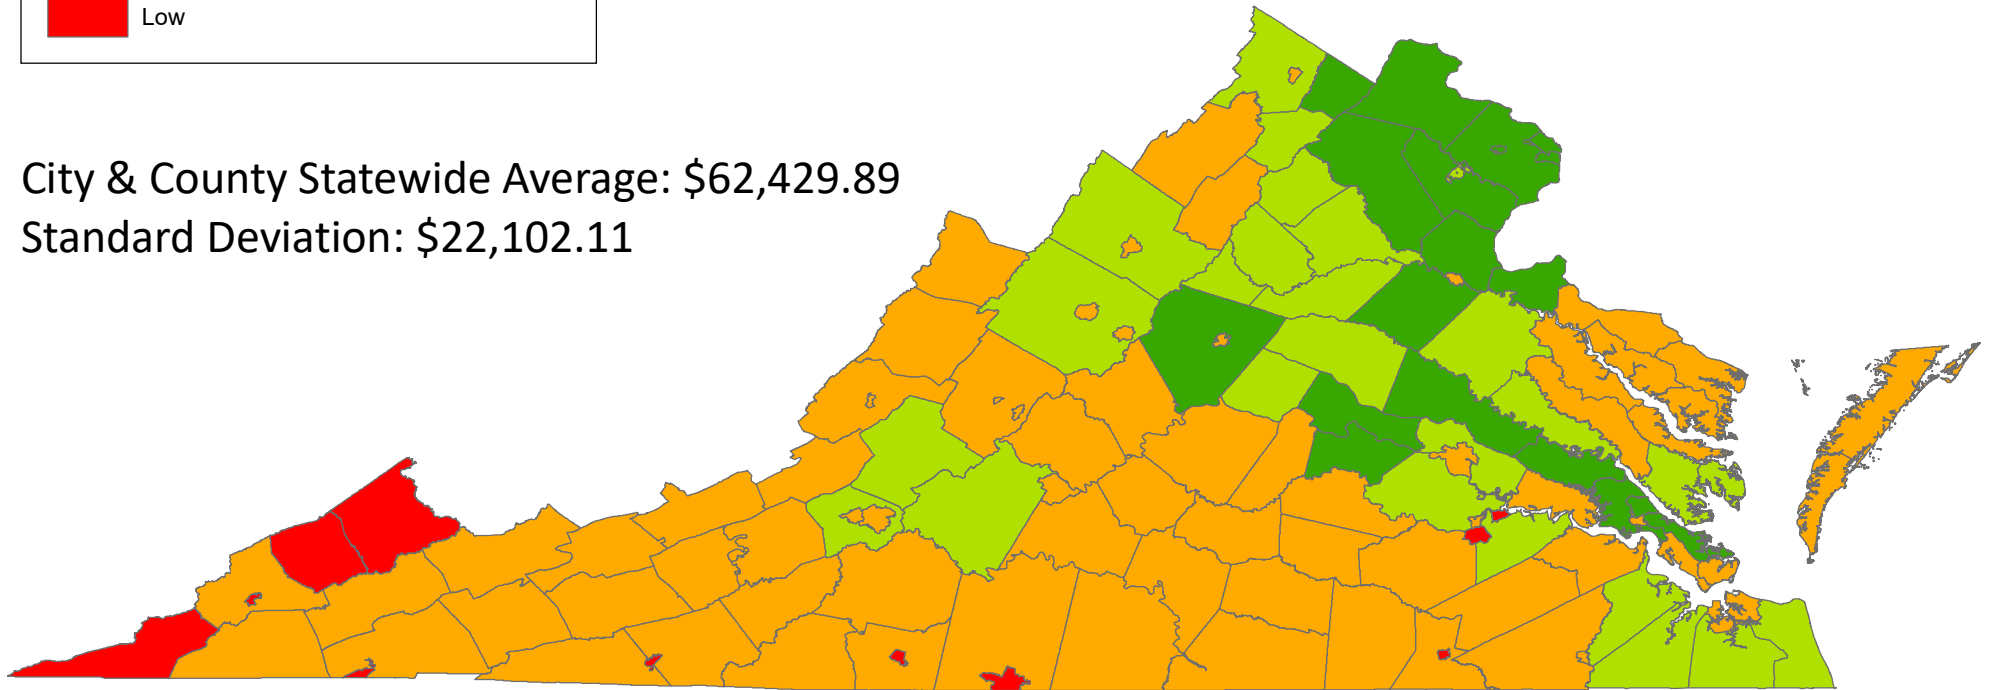 Low
City & County Statewide Average: $62,429.89
Standard Deviation: $22,102.11